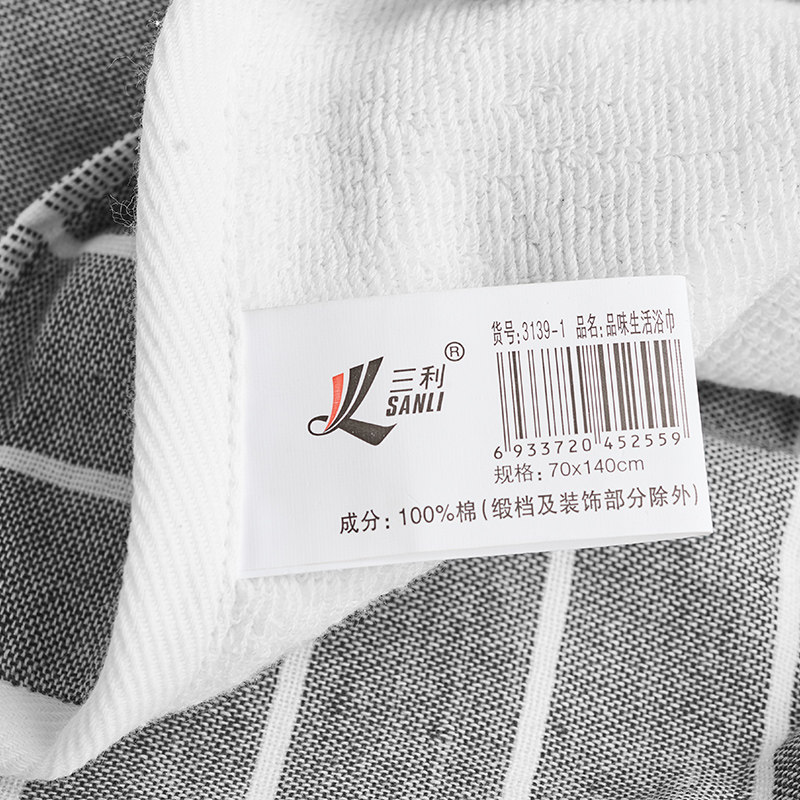 三利®
SANLI
货号:3139-1 品名:品味生活浴巾
6 933720 452559
规格: 70x140cm
成分: 100%棉(缎档及装饰部分除外)